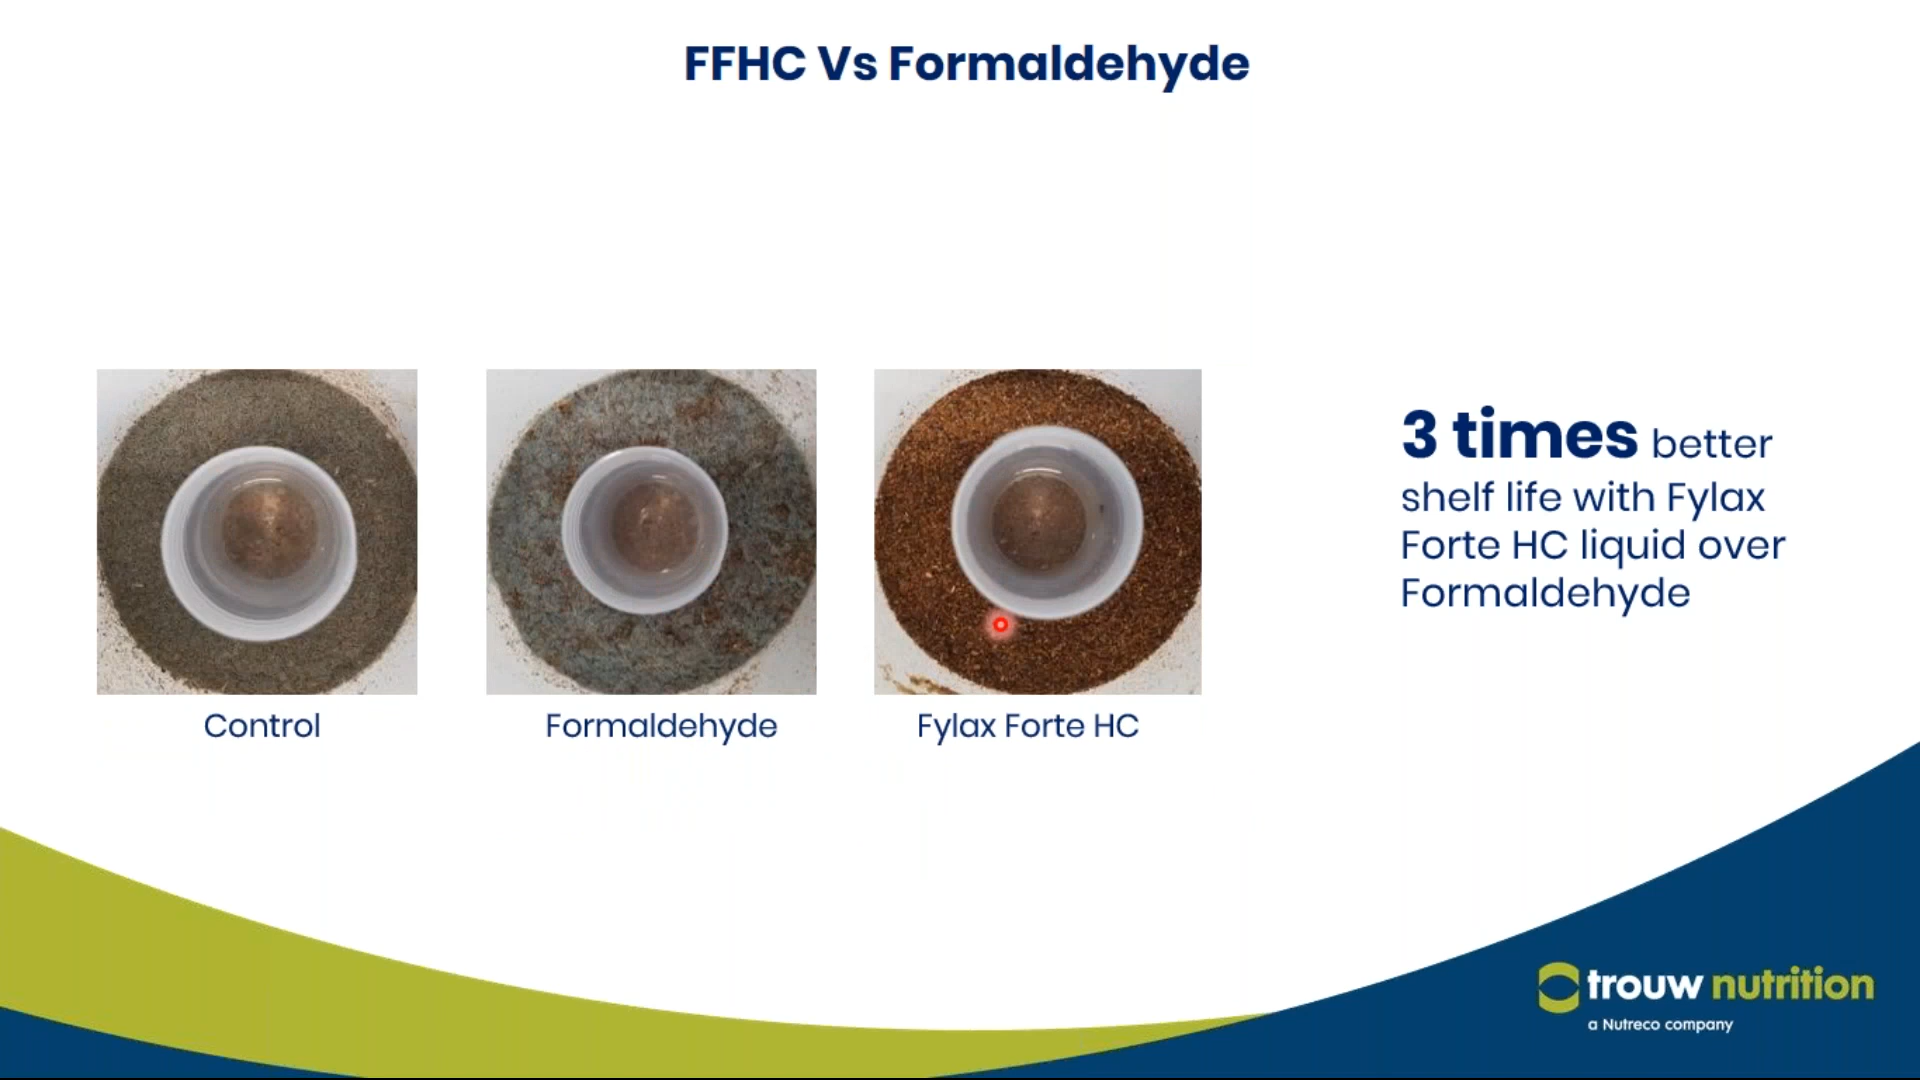 FFHC Vs Formaldehyde
Control
Formaldehyde
Fylax Forte HC
3 times better
shelf life with Fylax
Forte HC liquid over
Formaldehyde
trouw nutrition
a Nutreco company